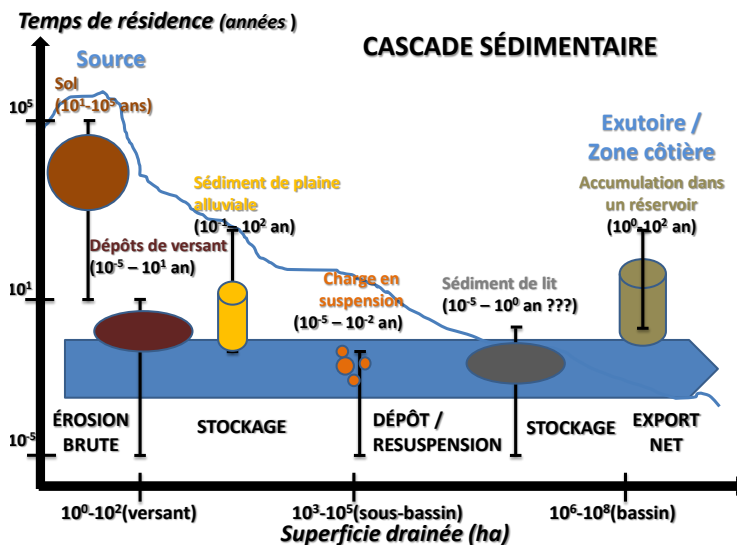 Temps de résidence (années )
CASCADE SÉDIMENTAIRE
Source
Sol
(10¹-10⁵ ans)
10⁵
Exutoire /
Zone côtière
Sédiment de plaine
alluviale
(10⁻¹ – 10² an)
Accumulation dans
un réservoir
(10⁰-10² an)
Dépôts de versant
(10⁻⁵ – 10¹ an)
Charge en
suspension
(10⁻⁵ – 10⁻² an)
Sédiment de lit
(10⁻⁵ – 10⁰ an ???)
10¹
ÉROSION
BRUTE
STOCKAGE
DÉPÔT /
RESUSPENSION
STOCKAGE
EXPORT
NET
10⁻⁵
10⁰-10²(versant)
10³-10⁵(sous-bassin)
10⁶-10⁸(bassin)
Superficie drainée (ha)